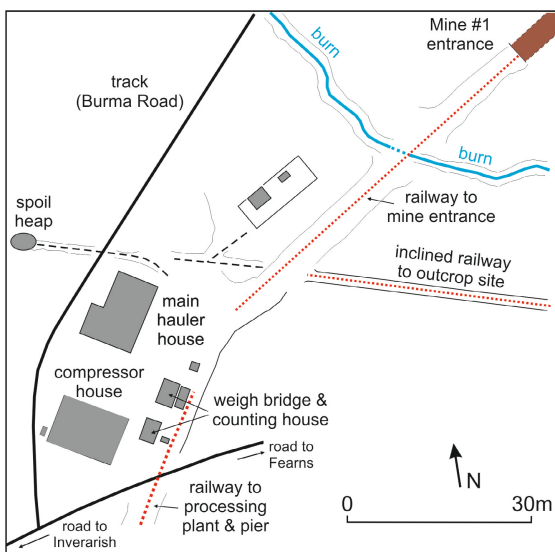 Mine #1
entrance
burn
track
(Burma Road)
burn
railway to
mine entrance
spoil
heap
inclined railway
to outcrop site
main
hauler
house
compressor
house
weigh bridge &
counting house
road to
Fearns
N
railway to
processing
plant & pier
0 30m
road to
Inverarish